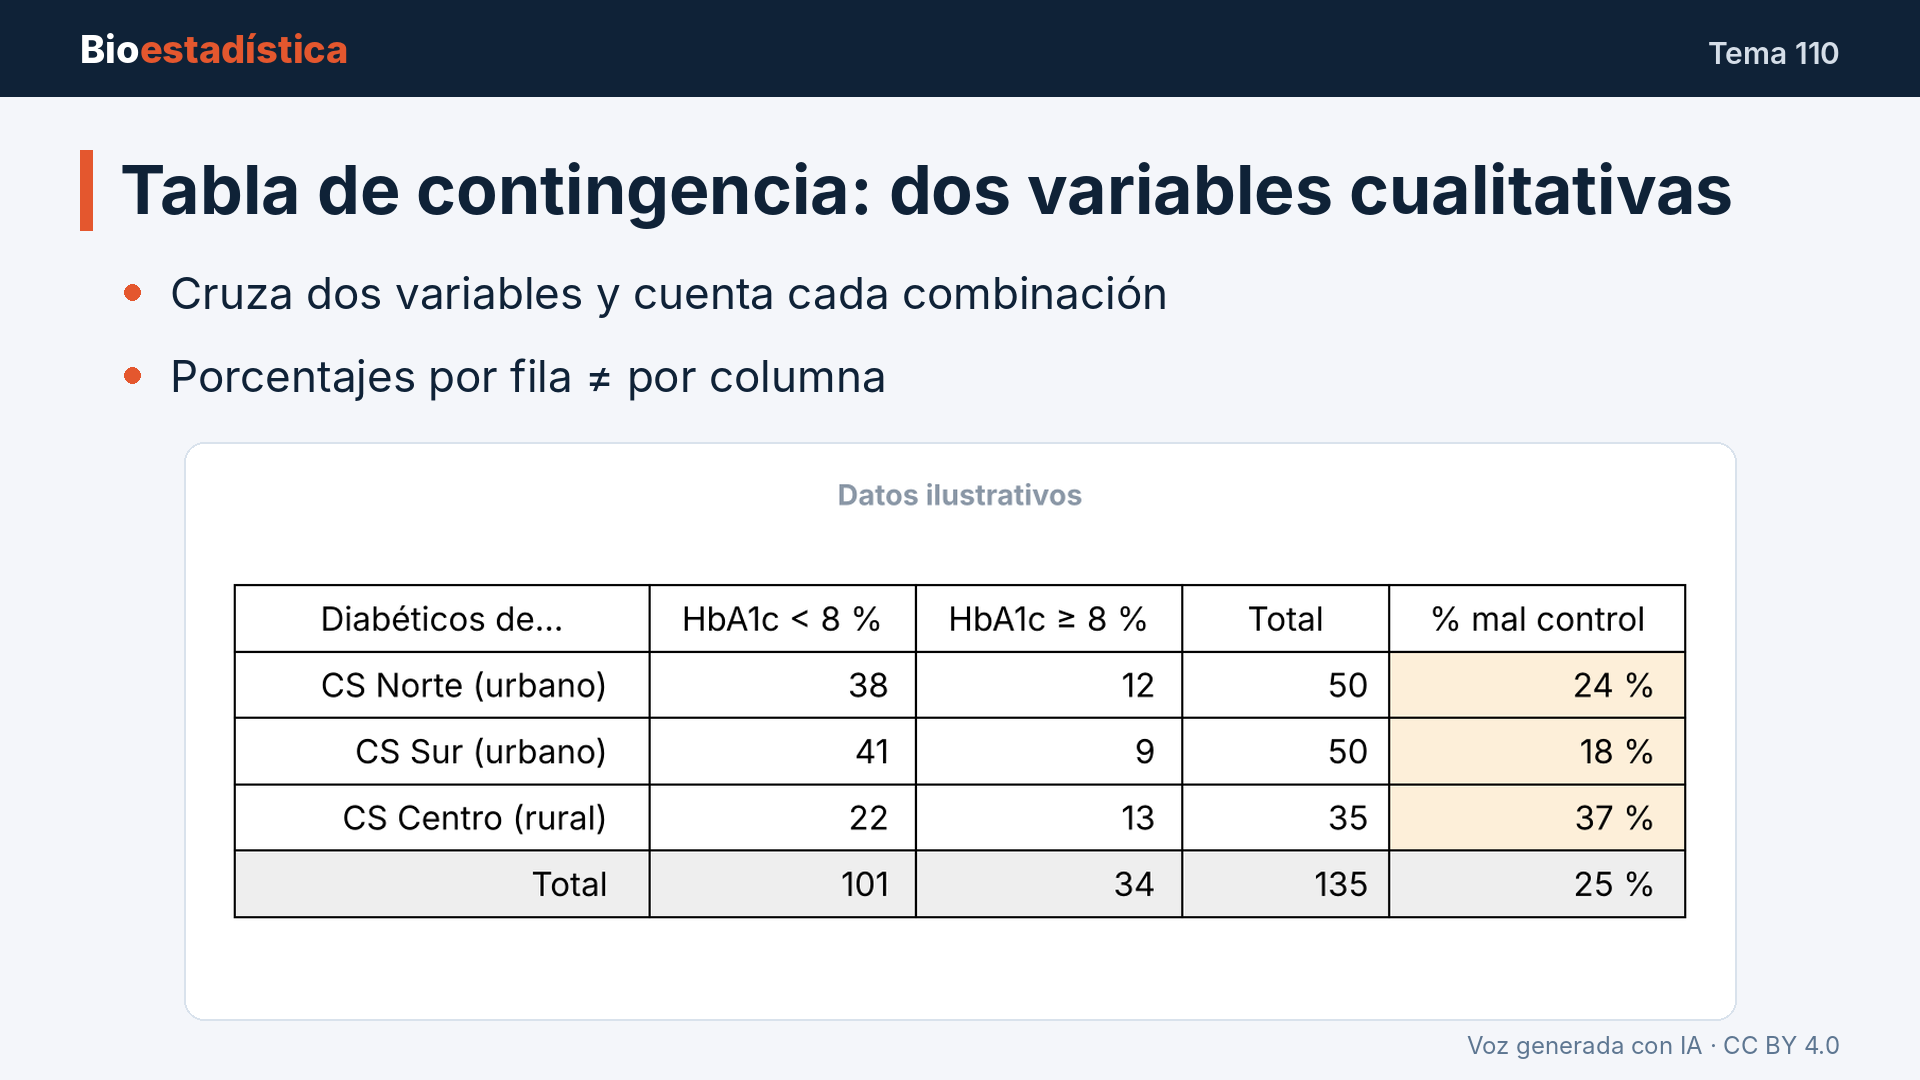 Bioestadística
Tema 110
Tabla de contingencia: dos variables cualitativas
• Cruza dos variables y cuenta cada combinación
• Porcentajes por fila ≠ por columna
Datos ilustrativos
Diabéticos de... HbA1c < 8 % HbA1c ≥ 8 % Total % mal control
CS Norte (urbano) 38 12 50 24 %
CS Sur (urbano) 41 9 50 18 %
CS Centro (rural) 22 13 35 37 %
Total 101 34 135 25 %
Voz generada con IA · CC BY 4.0